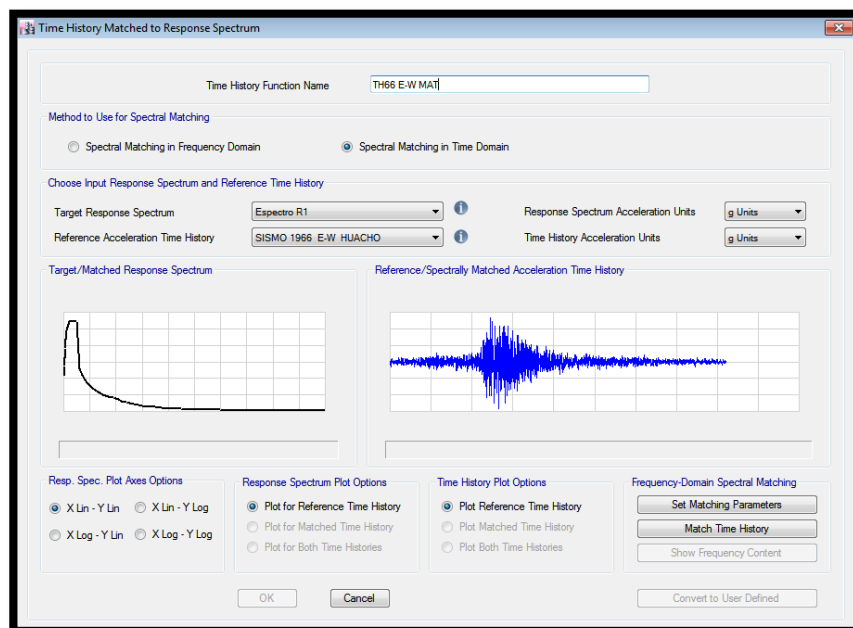 Time History Matched to Response Spectrum
Time History Function Name TH66 E-W MAT
Method to Use for Spectral Matching
Spectral Matching in Frequency Domain Spectral Matching in Time Domain
Choose Input Response Spectrum and Reference Time History
Target Response Spectrum Espectro R1 Response Spectrum Acceleration Units g Units
Reference Acceleration Time History SISMO 1966 E-W HUACHO Time History Acceleration Units g Units
Target/Matched Response Spectrum Reference/Spectrally Matched Acceleration Time History
Resp. Spec. Plot Axes Options
X Lin - Y Lin X Lin - Y Log
X Log - Y Lin X Log - Y Log
Response Spectrum Plot Options
Plot for Reference Time History
Plot for Matched Time History
Plot for Both Time Histories
Time History Plot Options
Plot Reference Time History
Plot Matched Time History
Plot Both Time Histories
Frequency-Domain Spectral Matching
Set Matching Parameters
Match Time History
Show Frequency Content
OK Cancel Convert to User Defined